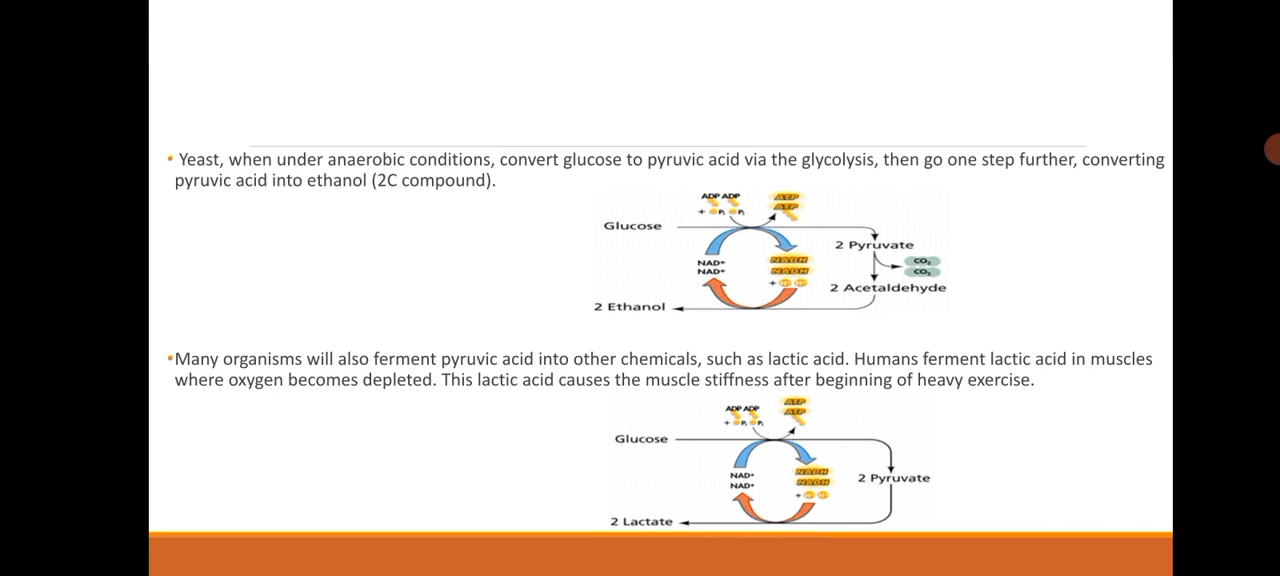 • Yeast, when under anaerobic conditions, convert glucose to pyruvic acid via the glycolysis, then go one step further, converting
pyruvic acid into ethanol (2C compound).
ADP ADP
ATP
+ Pi Pi
ATP
Glucose
2 Pyruvate
NAD+
NADH
CO2
NAD+
NADH
CO2
+
2 Acetaldehyde
2 Ethanol
•Many organisms will also ferment pyruvic acid into other chemicals, such as lactic acid. Humans ferment lactic acid in muscles
where oxygen becomes depleted. This lactic acid causes the muscle stiffness after beginning of heavy exercise.
ATP
ADP ADP
ATP
+ Pi Pi
Glucose
NAD+
NADH
2 Pyruvate
NAD+
NADH
+
2 Lactate